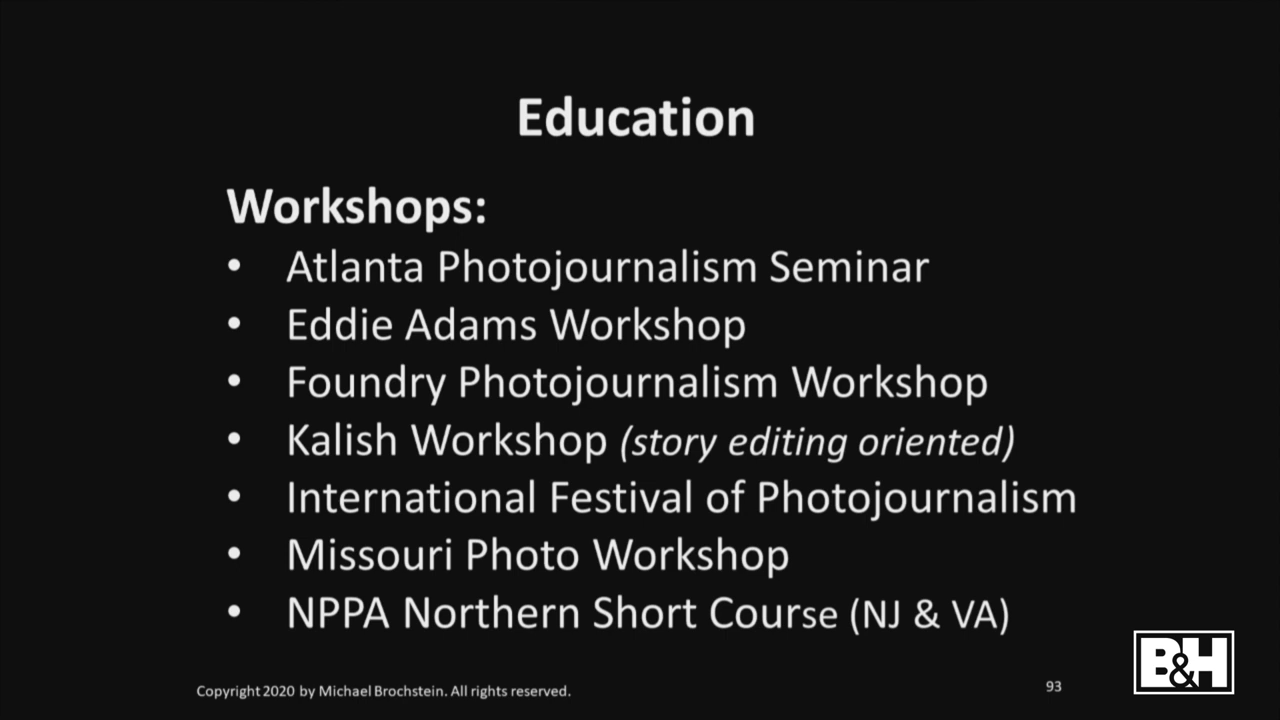 Education
Workshops:
• Atlanta Photojournalism Seminar
• Eddie Adams Workshop
• Foundry Photojournalism Workshop
• Kalish Workshop (story editing oriented)
• International Festival of Photojournalism
• Missouri Photo Workshop
• NPPA Northern Short Course (NJ & VA)
Copyright 2020 by Michael Brochstein. All rights reserved.
93
B&H